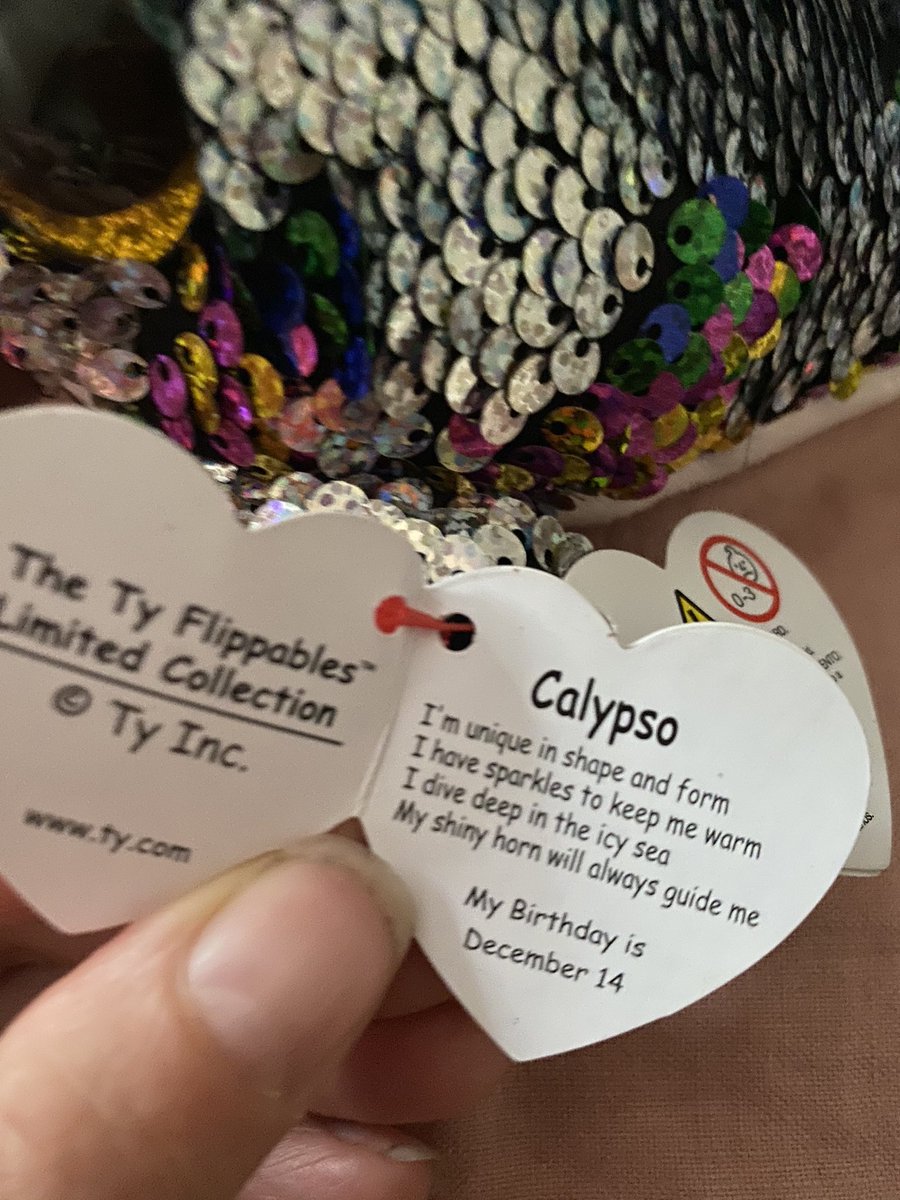 The Ty Flippables™
Limited Collection
© Ty Inc.
www.ty.com
Calypso
I'm unique in shape and form
I have sparkles to keep me warm
I dive deep in the icy sea
My shiny horn will always guide me
My Birthday is
December 14
0-3